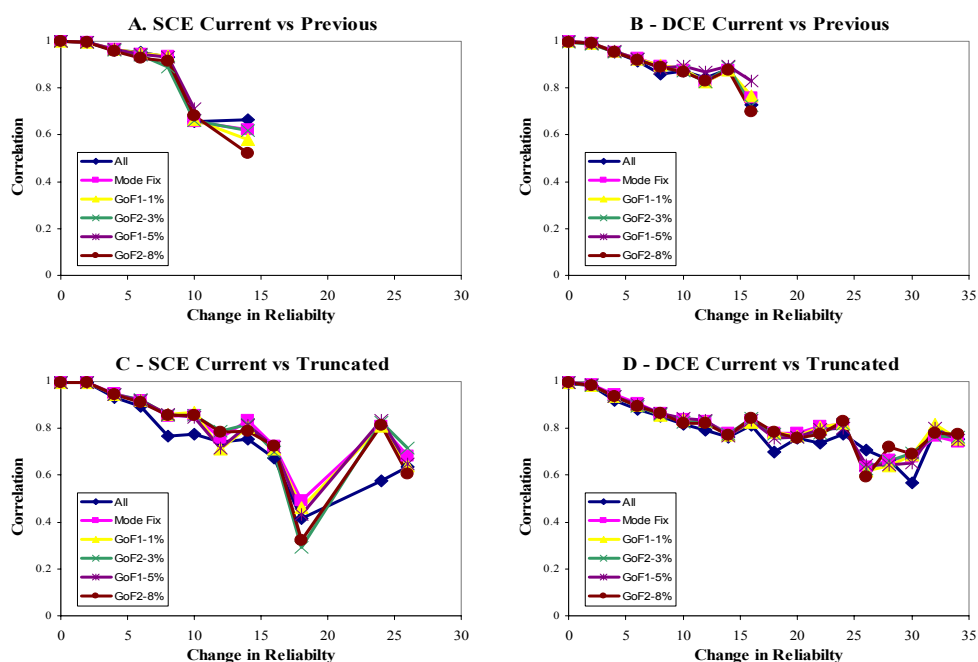 A. SCE Current vs Previous
1
0.8
0.6
0.4
0.2
0
Correlation
All
Mode Fix
GoF1-1%
GoF2-3%
GoF1-5%
GoF2-8%
0 5 10 15 20 25 30
Change in Reliabilty
B - DCE Current vs Previous
1
0.8
0.6
0.4
0.2
0
Correlation
All
Mode Fix
GoF1-1%
GoF2-3%
GoF1-5%
GoF2-8%
0 5 10 15 20 25 30 35
Change in Reliabilty
C - SCE Current vs Truncated
1
0.8
0.6
0.4
0.2
0
Correlation
All
Mode Fix
GoF1-1%
GoF2-3%
GoF1-5%
GoF2-8%
0 5 10 15 20 25 30
Change in Reliability
D - DCE Current vs Truncated
1
0.8
0.6
0.4
0.2
0
Correlation
All
Mode Fix
GoF1-1%
GoF2-3%
GoF1-5%
GoF2-8%
0 5 10 15 20 25 30 35
Change in Reliability